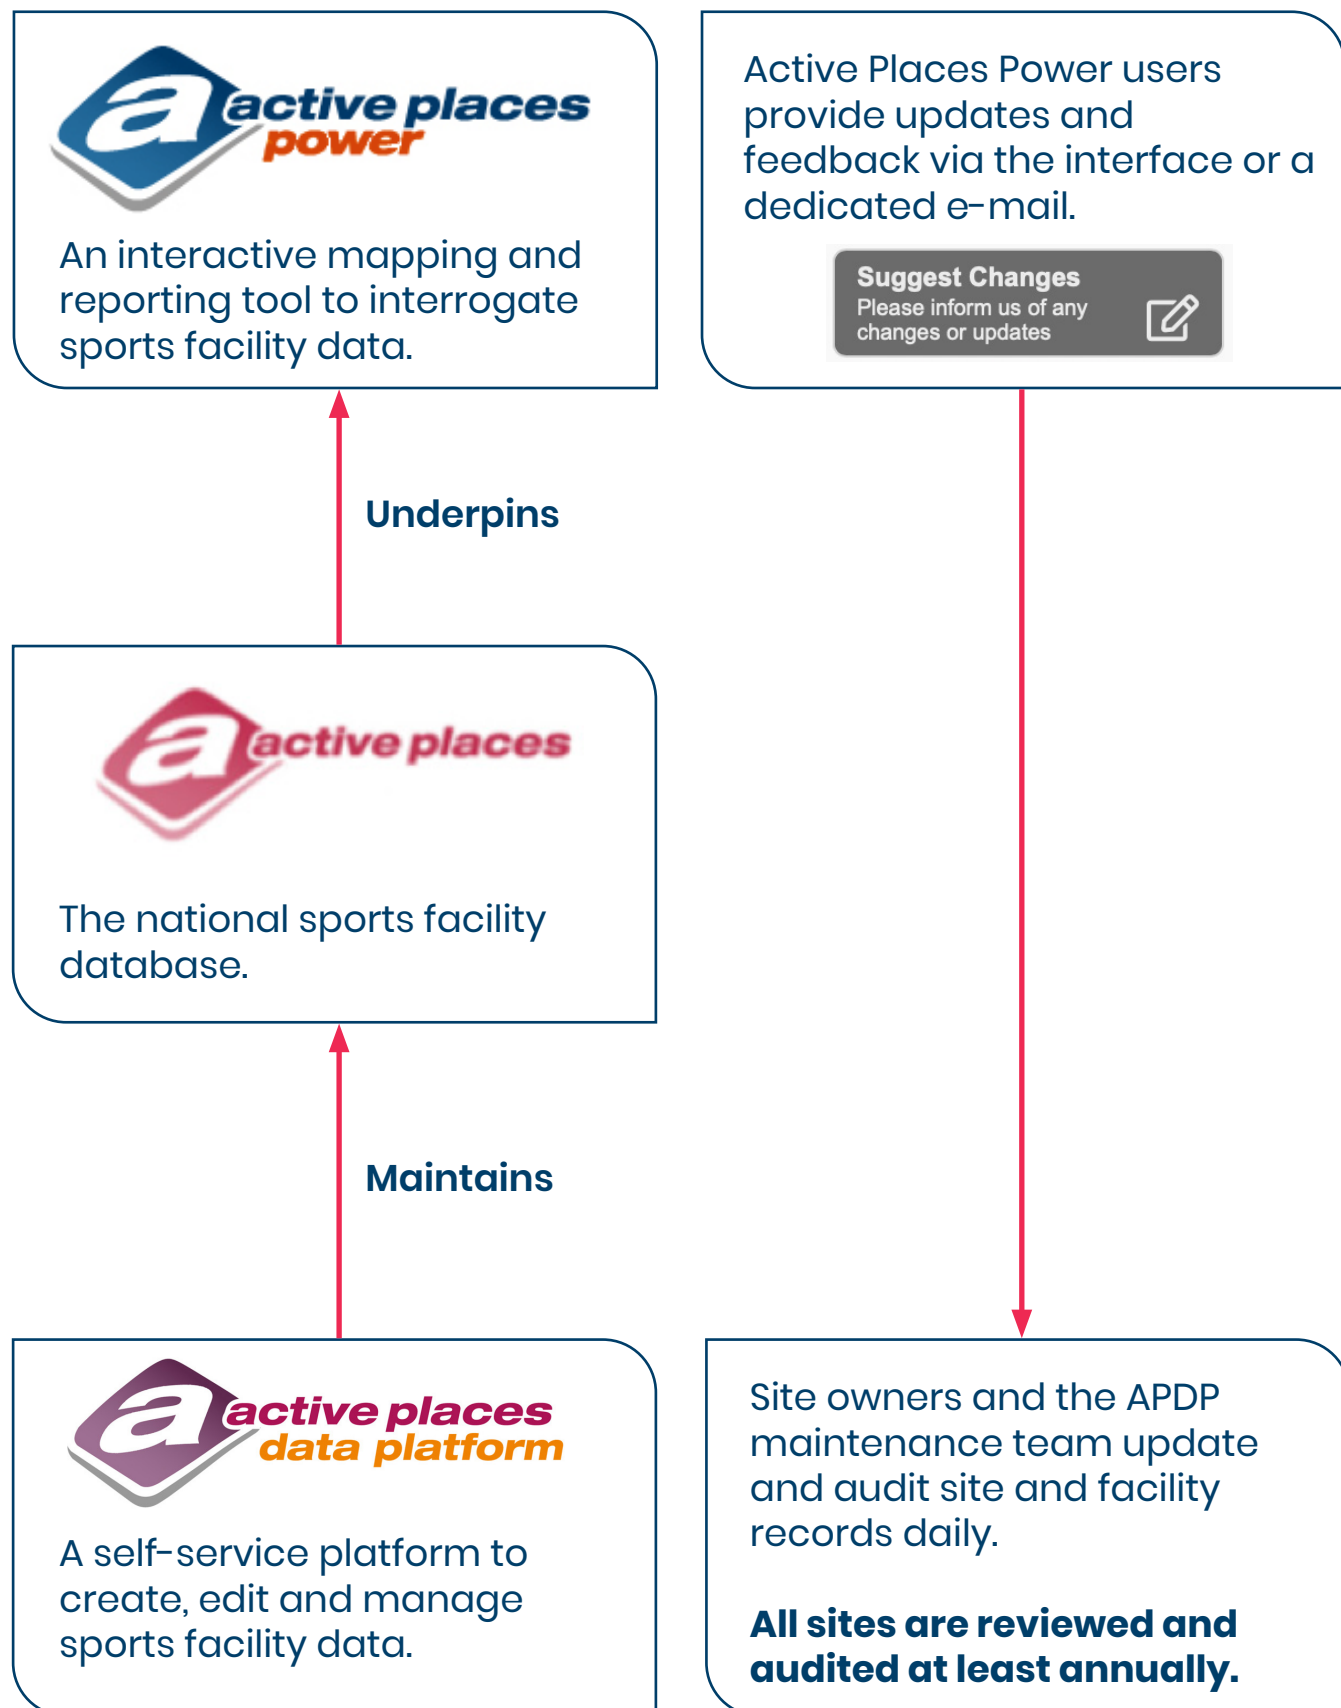 active places
power
An interactive mapping and
reporting tool to interrogate
sports facility data.
Active Places Power users
provide updates and
feedback via the interface or a
dedicated e-mail.
Suggest Changes
Please inform us of any
changes or updates
Underpins
active places
The national sports facility
database.
Maintains
active places
data platform
A self-service platform to
create, edit and manage
sports facility data.
Site owners and the APDP
maintenance team update
and audit site and facility
records daily.
All sites are reviewed and
audited at least annually.